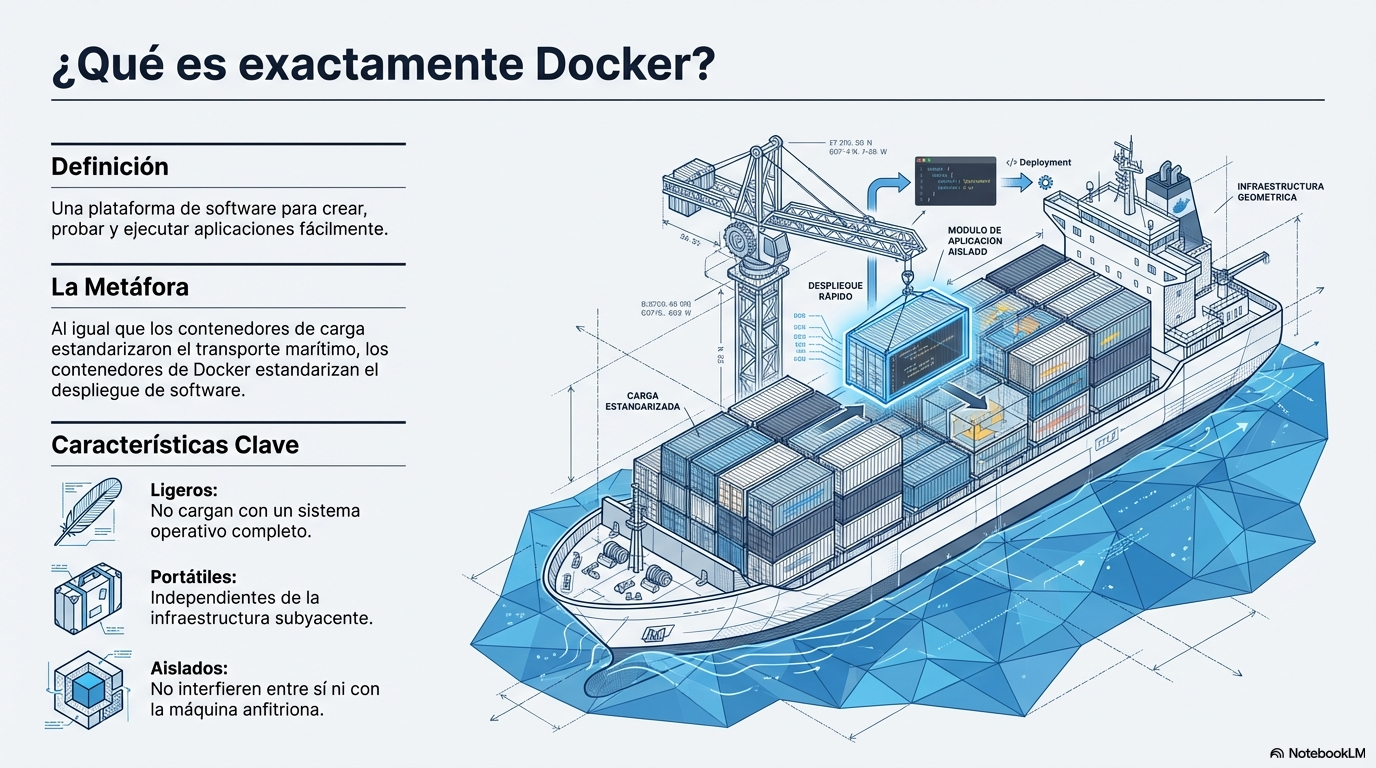 ¿Qué es exactamente Docker?
Definición
Una plataforma de software para crear,
probar y ejecutar aplicaciones fácilmente.
La Metáfora
Al igual que los contenedores de carga
estandarizaron el transporte marítimo, los
contenedores de Docker estandarizan el
despliegue de software.
Características Clave
Ligeros:
No cargan con un sistema
operativo completo.
Portátiles:
Independientes de la
infraestructura subyacente.
Aislados:
No interfieren entre sí ni con
la máquina anfitriona.
</> Deployment
INFRAESTRUCTURA
GEOMETRICA
MODULO DE
APLICACION
AISLADD
DESPLIEOUE
RÁPIDO
CARGA
ESTANDARIZADA
NotebookLM